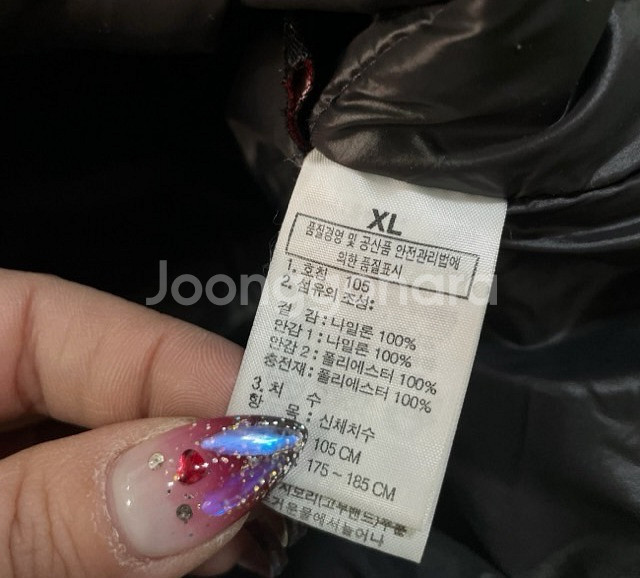 XL
품질경영 및 공산품 안전관리법에
의한 품질표시
1. 호칭 105
2. 섬유의 조성:
겉 감 : 나일론 100%
안감 1 : 나일론 100%
안감 2 : 폴리에스터 100%
충전재 : 폴리에스터 100%
3. 치 수
항 목 : 신체치수
105 CM
175 ~ 185 CM
Joonggonara